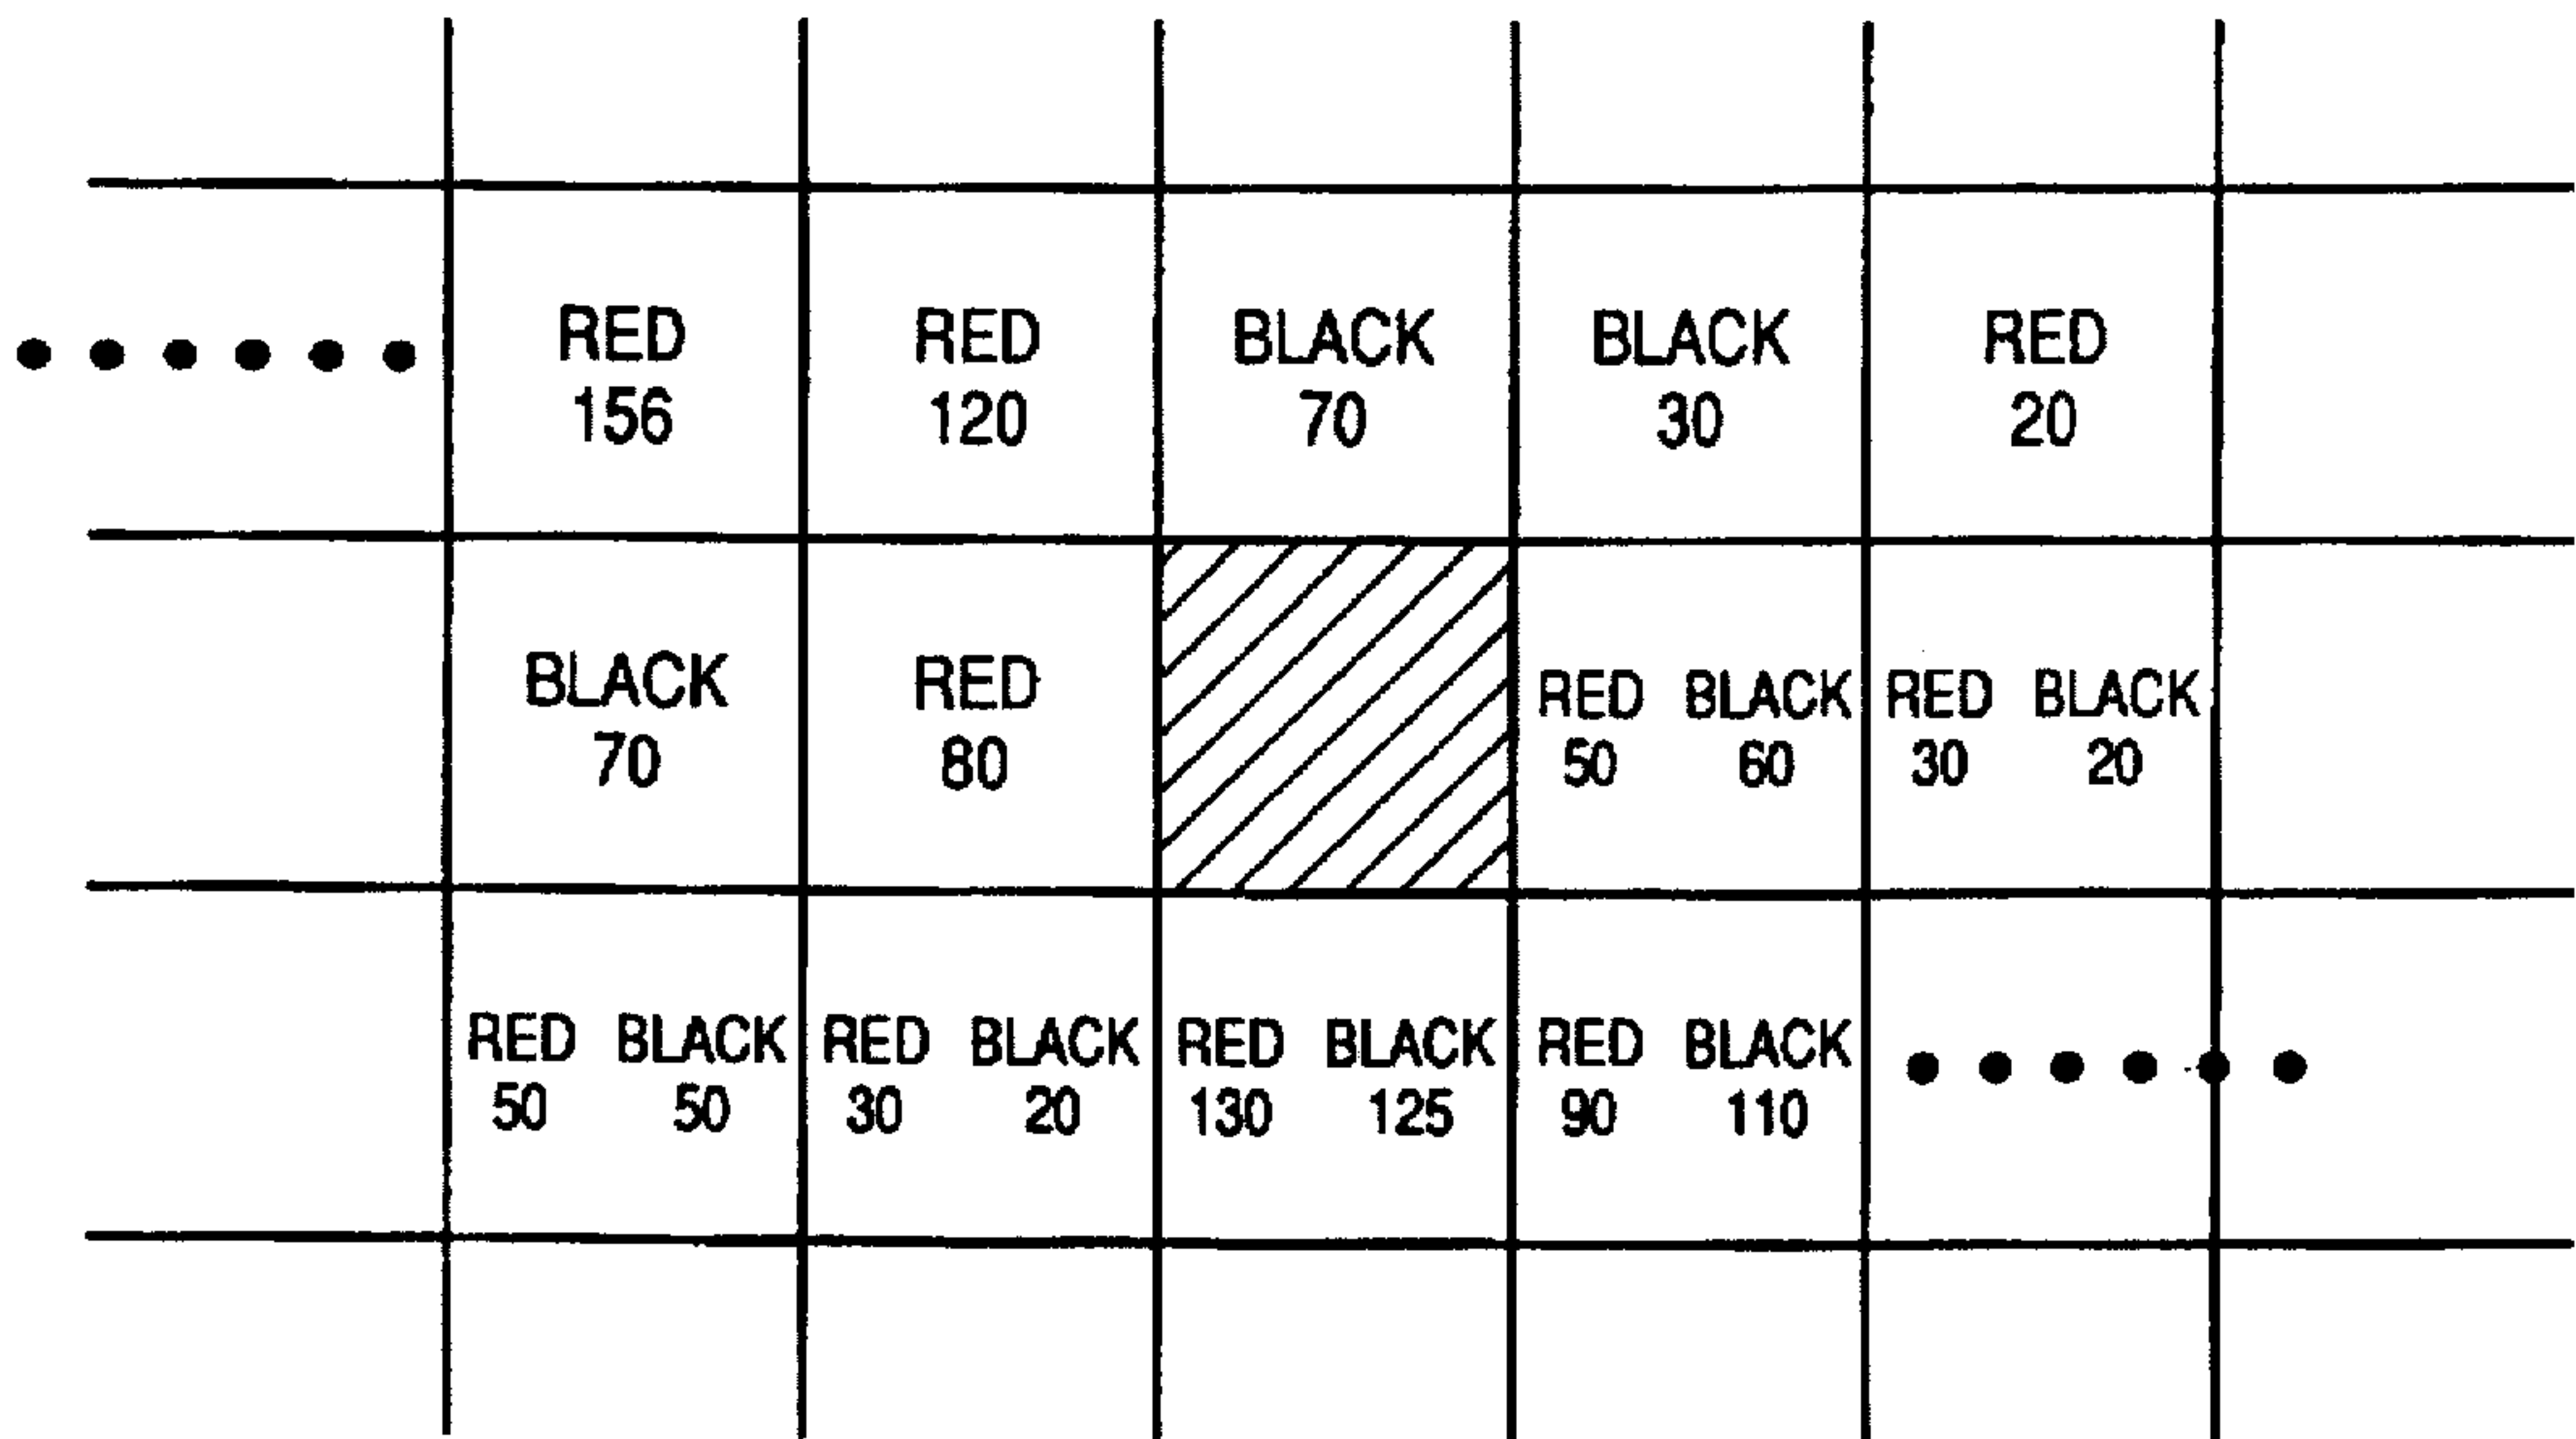 RED RED BLACK BLACK RED
156 120 70 30 20
BLACK RED RED BLACK RED BLACK
70 80 50 60 30 20
RED BLACK RED BLACK RED BLACK RED BLACK
50 50 30 20 130 125 90 110